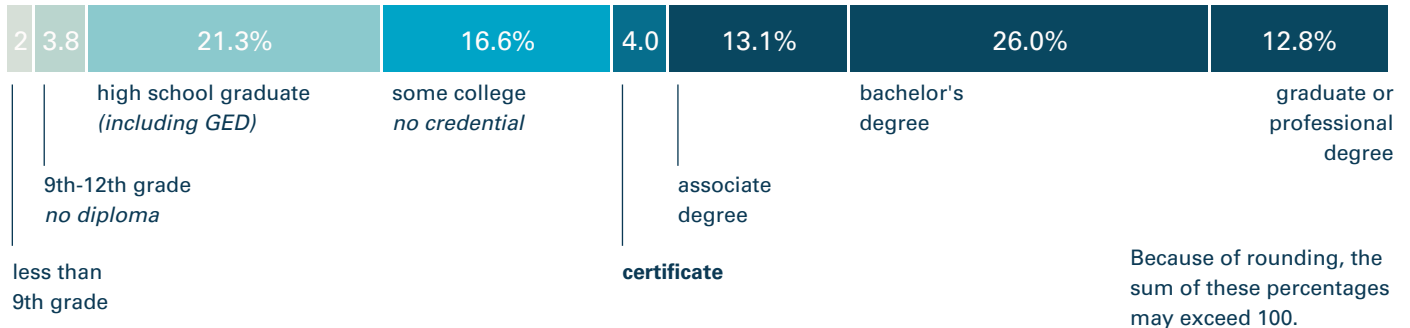 2 3.8 21.3% 16.6% 4.0 13.1% 26.0% 12.8%
high school graduate
(including GED)
some college
no credential
bachelor's
degree
graduate or
professional
degree
9th-12th grade
no diploma
associate
degree
less than
9th grade
certificate
Because of rounding, the
sum of these percentages
may exceed 100.